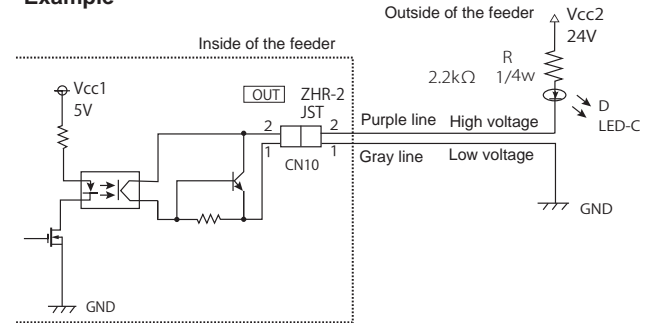 Example
Outside of the feeder
Vcc2
24V
Inside of the feeder
R
2.2kΩ 1/4w
D
LED-C
Vcc1
5V
OUT
ZHR-2
JST
2
2
1
1
CN10
Purple line High voltage
Gray line Low voltage
GND
GND